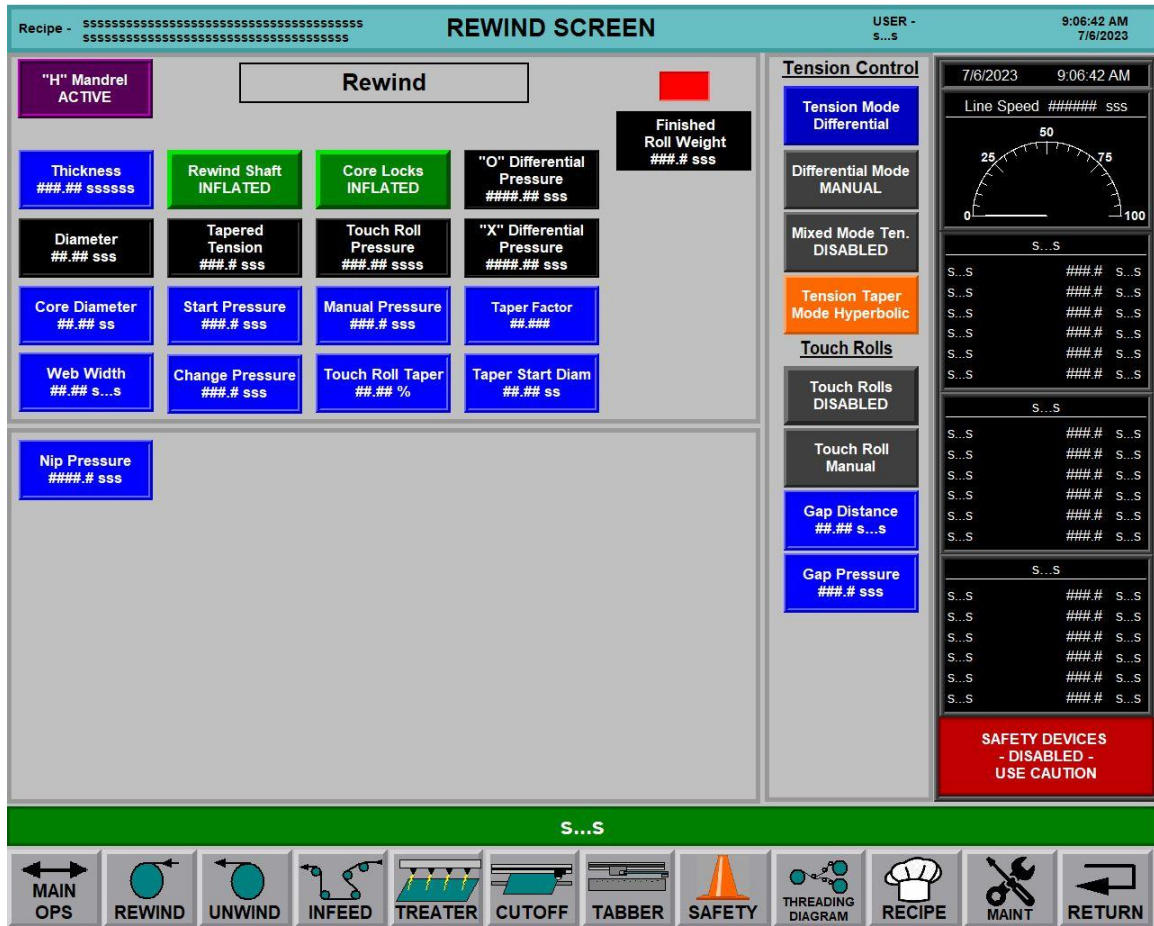 Recipe - sssssssssssssssssssssssssssssssssssssss
sssssssssssssssssssssssssssssssssssss
REWIND SCREEN
USER -
s...s
9:06:42 AM
7/6/2023
"H" Mandrel
ACTIVE
Rewind
Finished
Roll Weight
###.# sss
Thickness
###.## ssssss
Rewind Shaft
INFLATED
Core Locks
INFLATED
"O" Differential
Pressure
####.## sss
Diameter
##.## sss
Tapered
Tension
###.# sss
Touch Roll
Pressure
###.## ssss
"X" Differential
Pressure
####.## sss
Core Diameter
##.## ss
Start Pressure
###.# sss
Manual Pressure
###.# sss
Taper Factor
##.###
Web Width
##.## s...s
Change Pressure
###.# sss
Touch Roll Taper
##.## %
Taper Start Diam
##.## ss
Nip Pressure
####.# sss
Tension Control
Tension Mode
Differential
Differential Mode
MANUAL
Mixed Mode Ten.
DISABLED
Tension Taper
Mode Hyperbolic
Touch Rolls
Touch Rolls
DISABLED
Touch Roll
Manual
Gap Distance
##.## s...s
Gap Pressure
###.# sss
7/6/2023 9:06:42 AM
Line Speed ###### sss
0 25 50 75 100
s...s
s...s ###.# s...s
s...s ###.# s...s
s...s ###.# s...s
s...s ###.# s...s
s...s ###.# s...s
s...s ###.# s...s
s...s
s...s ###.# s...s
s...s ###.# s...s
s...s ###.# s...s
s...s ###.# s...s
s...s ###.# s...s
s...s ###.# s...s
s...s
s...s ###.# s...s
s...s ###.# s...s
s...s ###.# s...s
s...s ###.# s...s
s...s ###.# s...s
s...s ###.# s...s
SAFETY DEVICES
- DISABLED -
USE CAUTION
s...s
MAIN
OPS
REWIND
UNWIND
INFEED
TREATER
CUTOFF
TABBER
SAFETY
THREADING
DIAGRAM
RECIPE
MAINT
RETURN